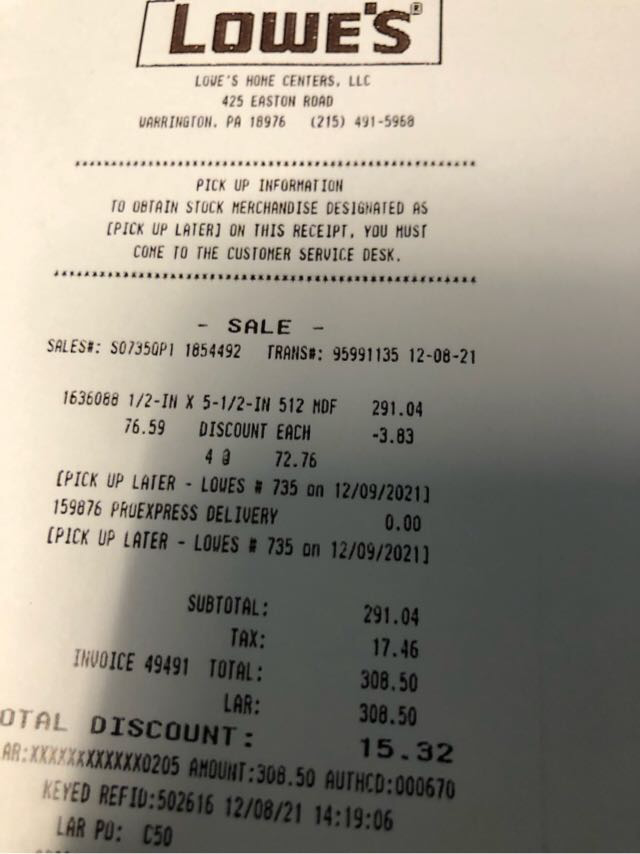 LOWE'S®
LOWE'S HOME CENTERS, LLC
425 EASTON ROAD
WARRINGTON, PA 18976 (215) 491-5968
PICK UP INFORMATION
TO OBTAIN STOCK MERCHANDISE DESIGNATED AS
[PICK UP LATER] ON THIS RECEIPT, YOU MUST
COME TO THE CUSTOMER SERVICE DESK.
- SALE -
SALES#: S0735QP1 1854492 TRANS#: 95991135 12-08-21
1636088 1/2-IN X 5-1/2-IN 512 MDF 291.04
76.59 DISCOUNT EACH -3.83
4 @ 72.76
[PICK UP LATER - LOWES # 735 on 12/09/2021]
159876 PROEXPRESS DELIVERY 0.00
[PICK UP LATER - LOWES # 735 on 12/09/2021]
SUBTOTAL: 291.04
TAX: 17.46
INVOICE 49491 TOTAL: 308.50
LAR: 308.50
OTAL DISCOUNT: 15.32
AR:XXXXXXXXXXXX0205 AMOUNT:308.50 AUTHCD:000670
KEYED REFID:502616 12/08/21 14:19:06
LAR PO: C50